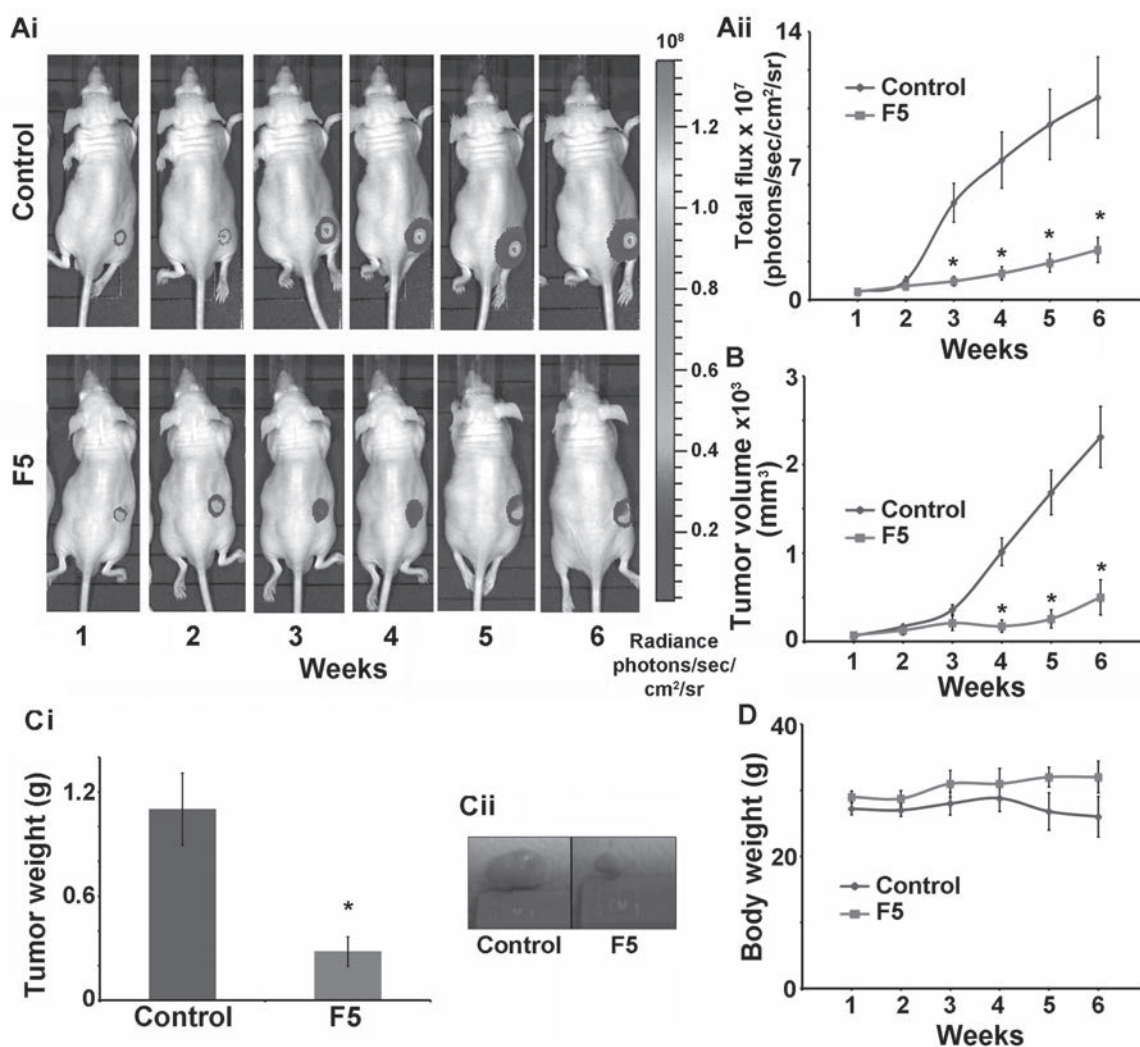 Ai
Control
F5
1 2 3 4 5 6
Weeks
10⁸
1.2
1.0
0.8
0.6
0.4
0.2
Radiance
photons/sec/
cm²/sr
Aii
Total flux x 10⁷
(photons/sec/cm²/sr)
14
7
0
Control
F5
* * * *
1 2 3 4 5 6
Weeks
B
Tumor volume x10³
(mm³)
3
2
1
0
Control
F5
* * *
1 2 3 4 5 6
Weeks
Ci
Tumor weight (g)
1.2
0.6
0
*
Control F5
Cii
Control F5
D
Body weight (g)
40
20
0
Control
F5
1 2 3 4 5 6
Weeks